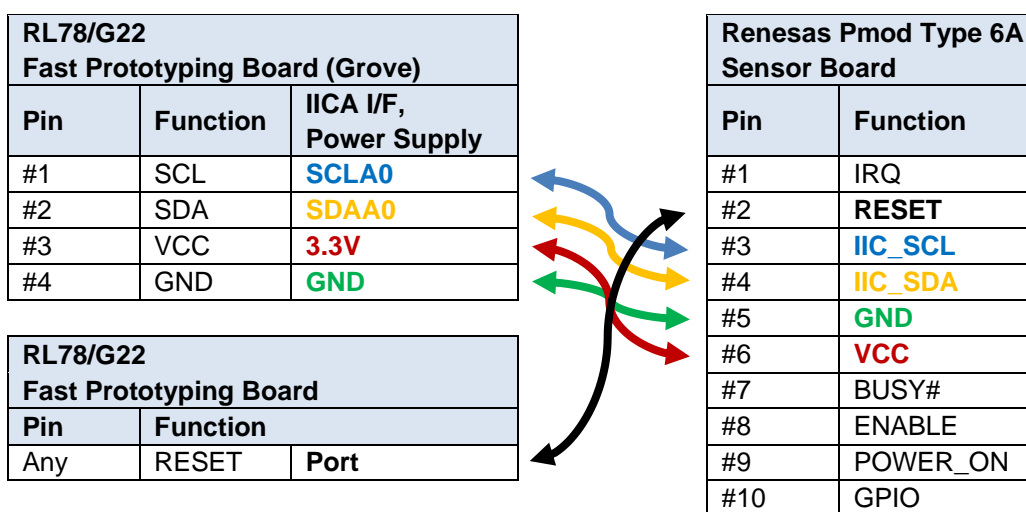 RL78/G22
Fast Prototyping Board (Grove)
Pin Function IICA I/F,
Power Supply
#1 SCL SCLA0
#2 SDA SDAA0
#3 VCC 3.3V
#4 GND GND
RL78/G22
Fast Prototyping Board
Pin Function
Any RESET Port
Renesas Pmod Type 6A
Sensor Board
Pin Function
#1 IRQ
#2 RESET
#3 IIC_SCL
#4 IIC_SDA
#5 GND
#6 VCC
#7 BUSY#
#8 ENABLE
#9 POWER_ON
#10 GPIO